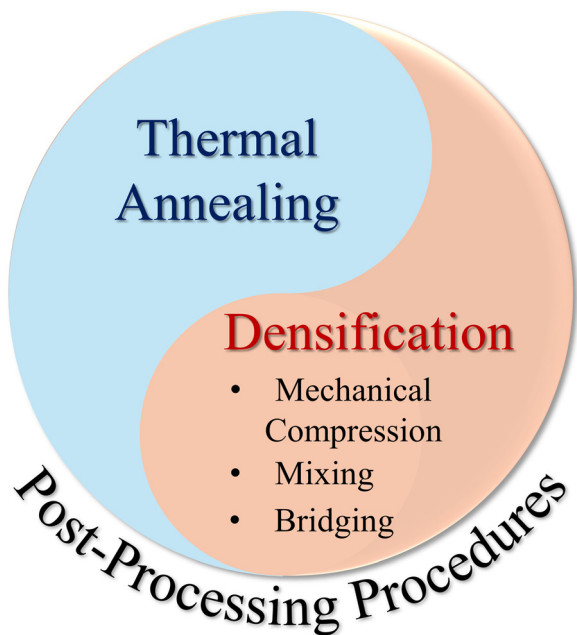 Thermal
Annealing
Densification
• Mechanical
Compression
• Mixing
• Bridging
Post-Processing Procedures